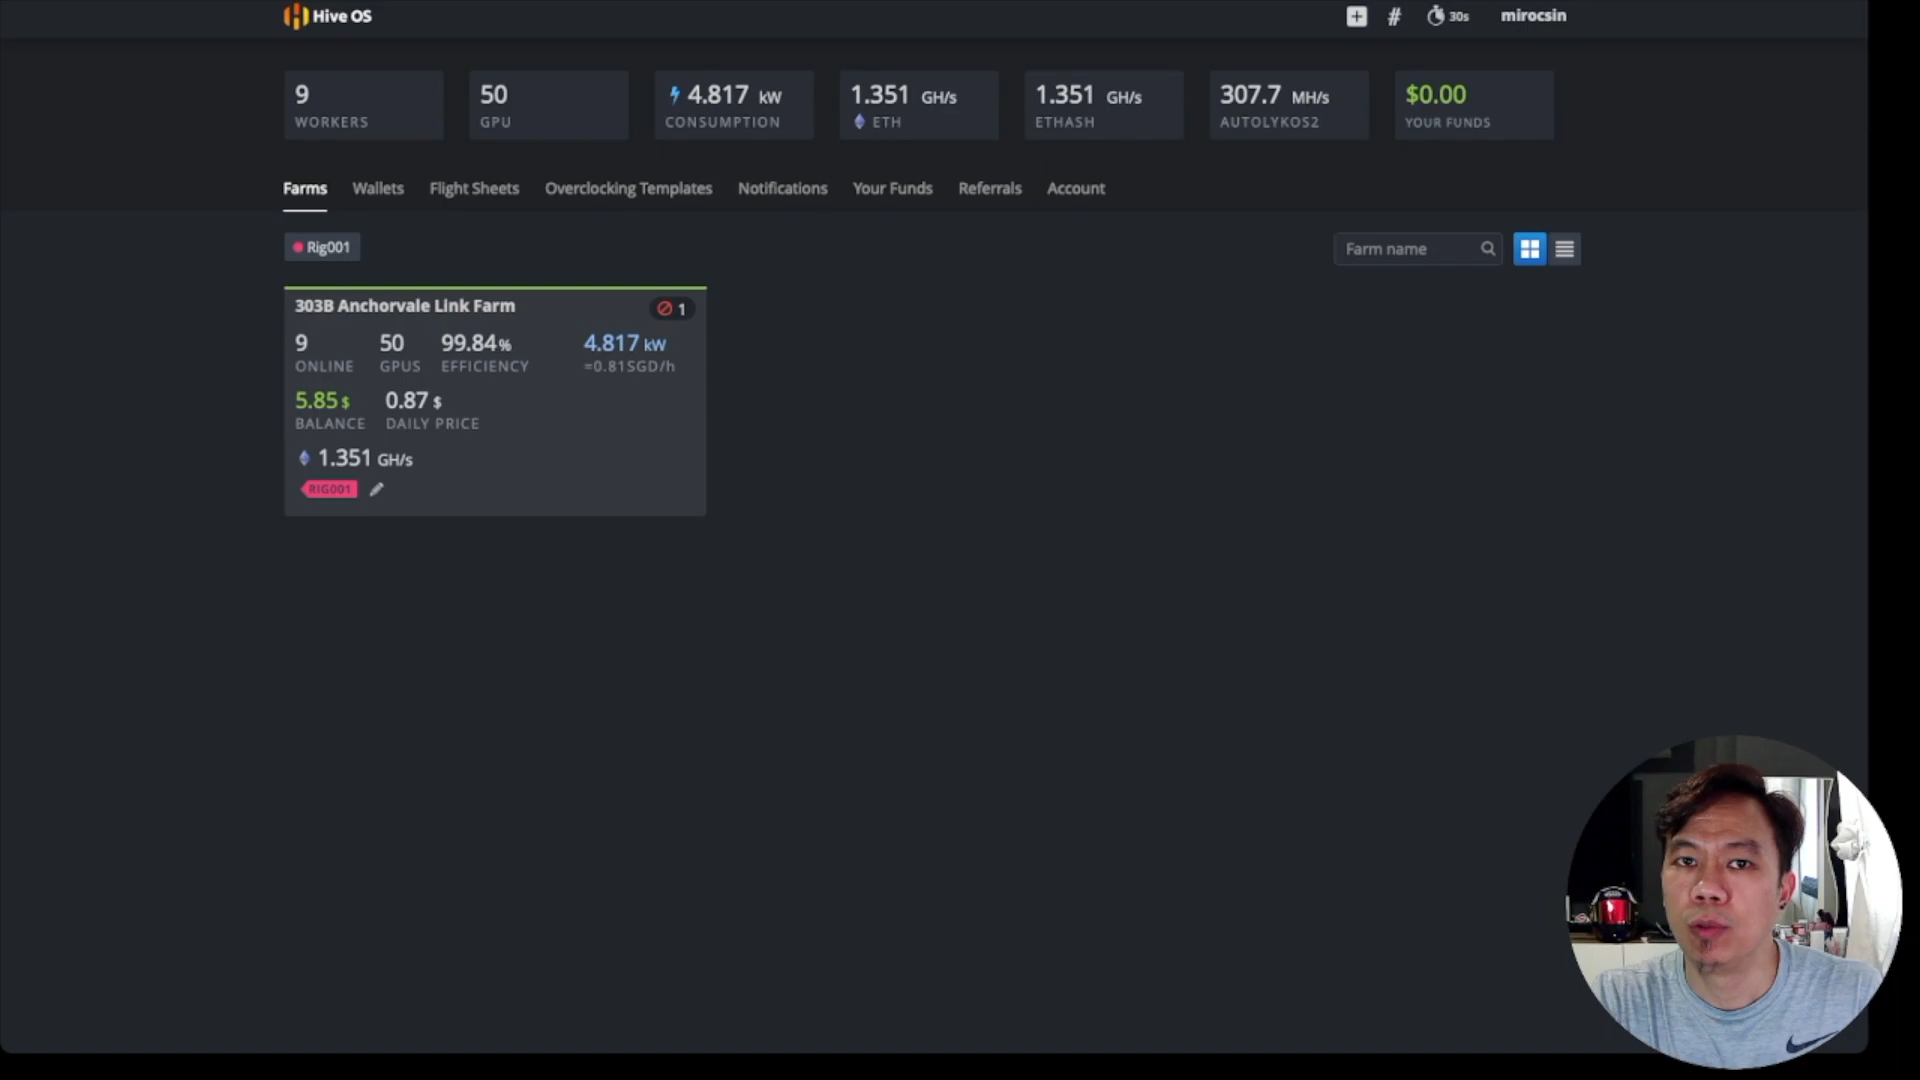 Hive OS
# 30s mirocsin
9 WORKERS
50 GPU
4.817 kW CONSUMPTION
1.351 GH/s ETH
1.351 GH/s ETHASH
307.7 MH/s AUTOLYKOS2
$0.00 YOUR FUNDS
Farms Wallets Flight Sheets Overclocking Templates Notifications Your Funds Referrals Account
Rig001
Farm name
303B Anchorvale Link Farm 1
9 50 99.84% 4.817 kW
ONLINE GPUS EFFICIENCY =0.81SGD/h
5.85 $ 0.87 $
BALANCE DAILY PRICE
1.351 GH/s
RIG001